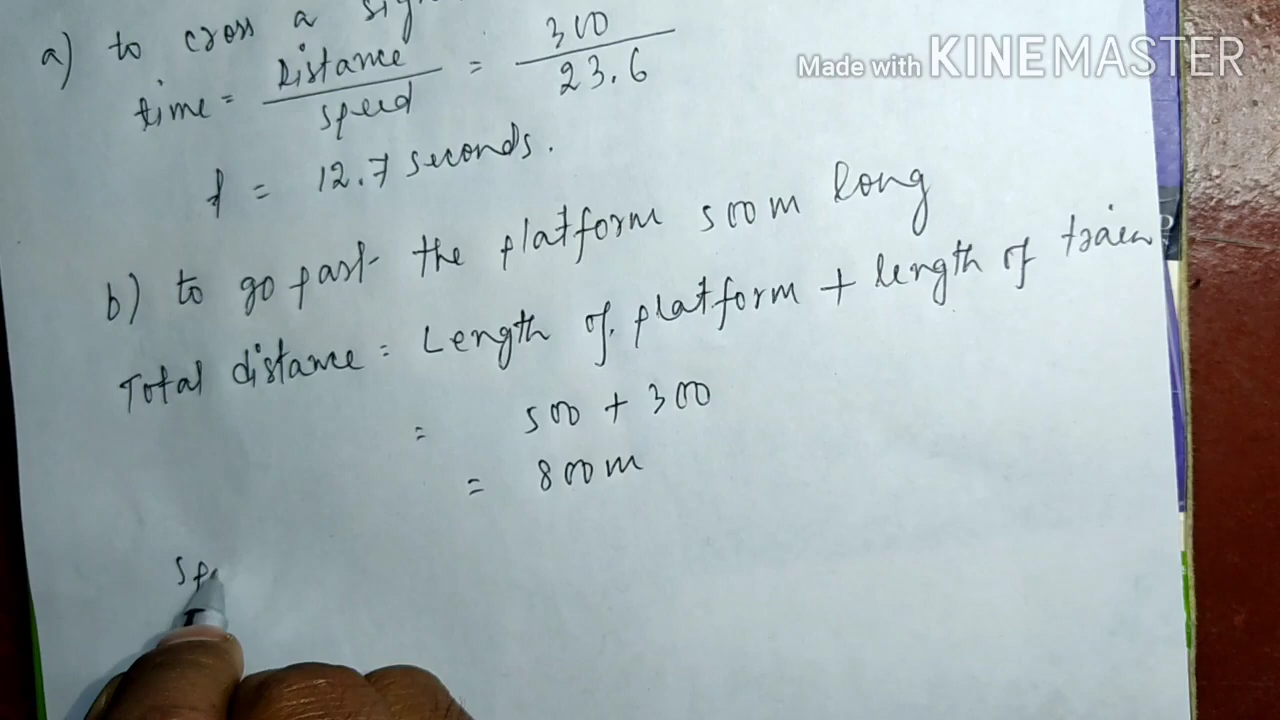 a) to cross a
time = Distance / speed = 300 / 23.6
t = 12.7 seconds.
b) to go past the platform 500m long
Total distance = Length of platform + length of train
= 500 + 300
= 800m
Sp
Made with KINEMASTER